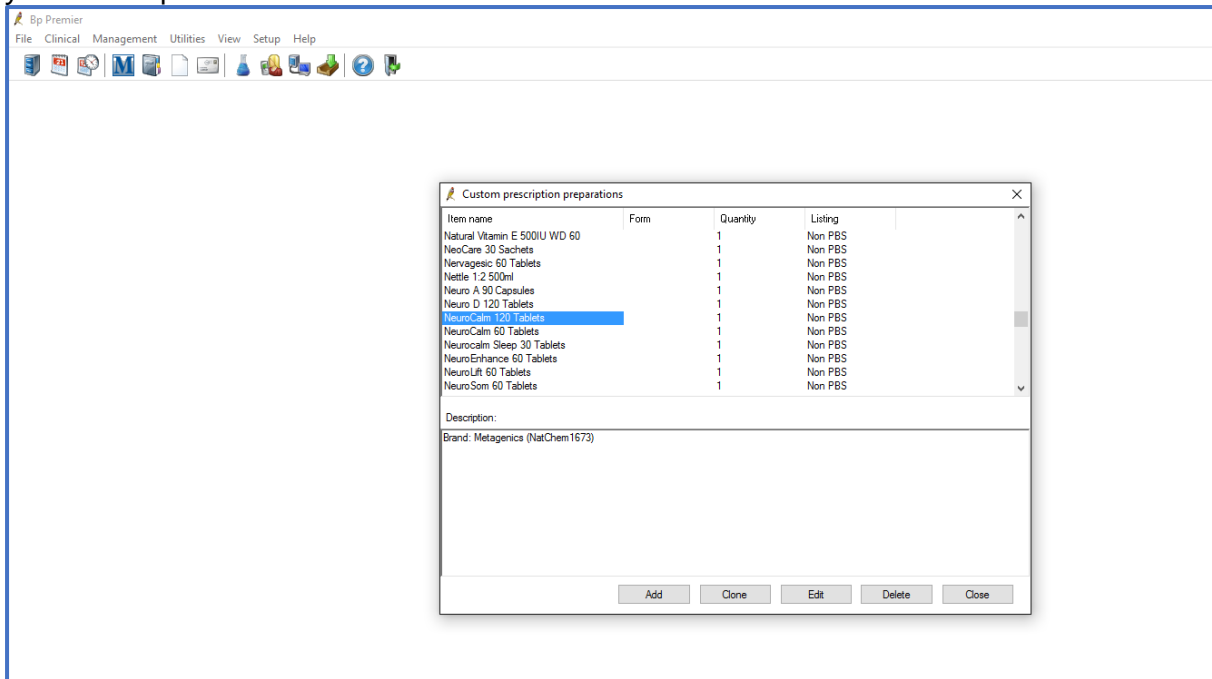 Bp Premier
File Clinical Management Utilities View Setup Help
Custom prescription preparations
Item name Form Quantity Listing
Natural Vitamin E 500IU WD 60 1 Non PBS
NeoCare 30 Sachets 1 Non PBS
Nervagesic 60 Tablets 1 Non PBS
Nettle 1:2 500ml 1 Non PBS
Neuro A 90 Capsules 1 Non PBS
Neuro D 120 Tablets 1 Non PBS
NeuroCalm 120 Tablets 1 Non PBS
NeuroCalm 60 Tablets 1 Non PBS
Neurocalm Sleep 30 Tablets 1 Non PBS
NeuroEnhance 60 Tablets 1 Non PBS
NeuroLift 60 Tablets 1 Non PBS
NeuroSom 60 Tablets 1 Non PBS
Description:
Brand: Metagenics (NatChem1673)
Add Clone Edit Delete Close